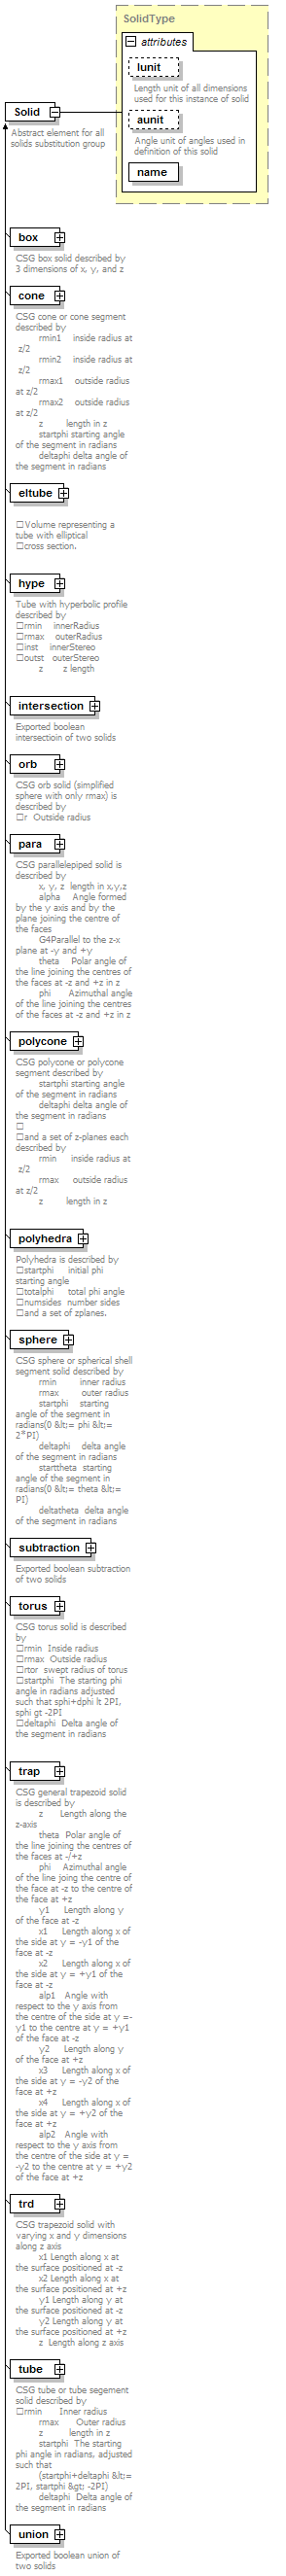 SolidType
attributes
lunit
Length unit of all dimensions
used for this instance of solid
aunit
Angle unit of angles used in
definition of this solid
name
Solid
Abstract element for all
solids substitution group
box
CSG box solid described by
3 dimensions of x, y, and z
cone
CSG cone or cone segment
described by
rmin1 inside radius at
z/2
rmin2 inside radius at
z/2
rmax1 outside radius
at z/2
rmax2 outside radius
at z/2
z length in z
startphi starting angle
of the segment in radians
deltaphi delta angle of
the segment in radians
eltube
□Volume representing a
tube with elliptical
□cross section.
hype
Tube with hyperbolic profile
described by
□rmin innerRadius
□rmax outerRadius
□inst innerStereo
□outst outerStereo
z z length
intersection
Exported boolean
intersectioin of two solids
orb
CSG orb solid (simplified
sphere with only rmax) is
described by
□r Outside radius
para
CSG parallelepiped solid is
described by
x, y, z length in x,y,z
alpha Angle formed
by the y axis and by the
plane joining the centre of
the faces
G4Parallel to the z-x
plane at -y and +y
theta Polar angle of
the line joining the centres of
the faces at -z and +z in z
phi Azimuthal angle
of the line joining the centres
of the faces at -z and +z in z
polycone
CSG polycone or polycone
segment described by
startphi starting angle
of the segment in radians
deltaphi delta angle of
the segment in radians
□
□and a set of z-planes each
described by
rmin inside radius at
z/2
rmax outside radius
at z/2
z length in z
polyhedra
Polyhedra is described by
□startphi initial phi
starting angle
□totalphi total phi angle
□numsides number sides
□and a set of zplanes.
sphere
CSG sphere or spherical shell
segment solid described by
rmin inner radius
rmax outer radius
startphi starting
angle of the segment in
radians(0 &lt;= phi &lt;=
2*PI)
deltaphi delta angle
of the segment in radians
starttheta starting
angle of the segment in
radians(0 &lt;= theta &lt;=
PI)
deltatheta delta angle
of the segment in radians
subtraction
Exported boolean subtraction
of two solids
torus
CSG torus solid is described
by
□rmin Inside radius
□rmax Outside radius
□rtor swept radius of torus
□startphi The starting phi
angle in radians adjusted
such that sphi+dphi lt 2PI,
sphi gt -2PI
□deltaphi Delta angle of
the segment in radians
trap
CSG general trapezoid solid
is described by
z Length along the
z-axis
theta Polar angle of
the line joining the centres of
the faces at -/+z
phi Azimuthal angle
of the line joing the centre of
the face at -z to the centre of
the face at +z
y1 Length along y
of the face at -z
x1 Length along x of
the side at y = -y1 of the
face at -z
x2 Length along x of
the side at y = +y1 of the
face at -z
alp1 Angle with
respect to the y axis from
the centre of the side at y =-
y1 to the centre at y = +y1
of the face at -z
y2 Length along y
of the face at +z
x3 Length along x of
the side at y = -y2 of the
face at +z
x4 Length along x of
the side at y = +y2 of the
face at +z
alp2 Angle with
respect to the y axis from
the centre of the side at y =
-y2 to the centre at y = +y2
of the face at +z
trd
CSG trapezoid solid with
varying x and y dimensions
along z axis
x1 Length along x at
the surface positioned at -z
x2 Length along x at
the surface positioned at +z
y1 Length along y at
the surface positioned at -z
y2 Length along y at
the surface positioned at +z
z Length along z axis
tube
CSG tube or tube segement
solid described by
□rmin Inner radius
rmax Outer radius
z length in z
startphi The starting
phi angle in radians, adjusted
such that
(startphi+deltaphi &lt;=
2PI, startphi &gt; -2PI)
deltaphi Delta angle of
the segment in radians
union
Exported boolean union of
two solids